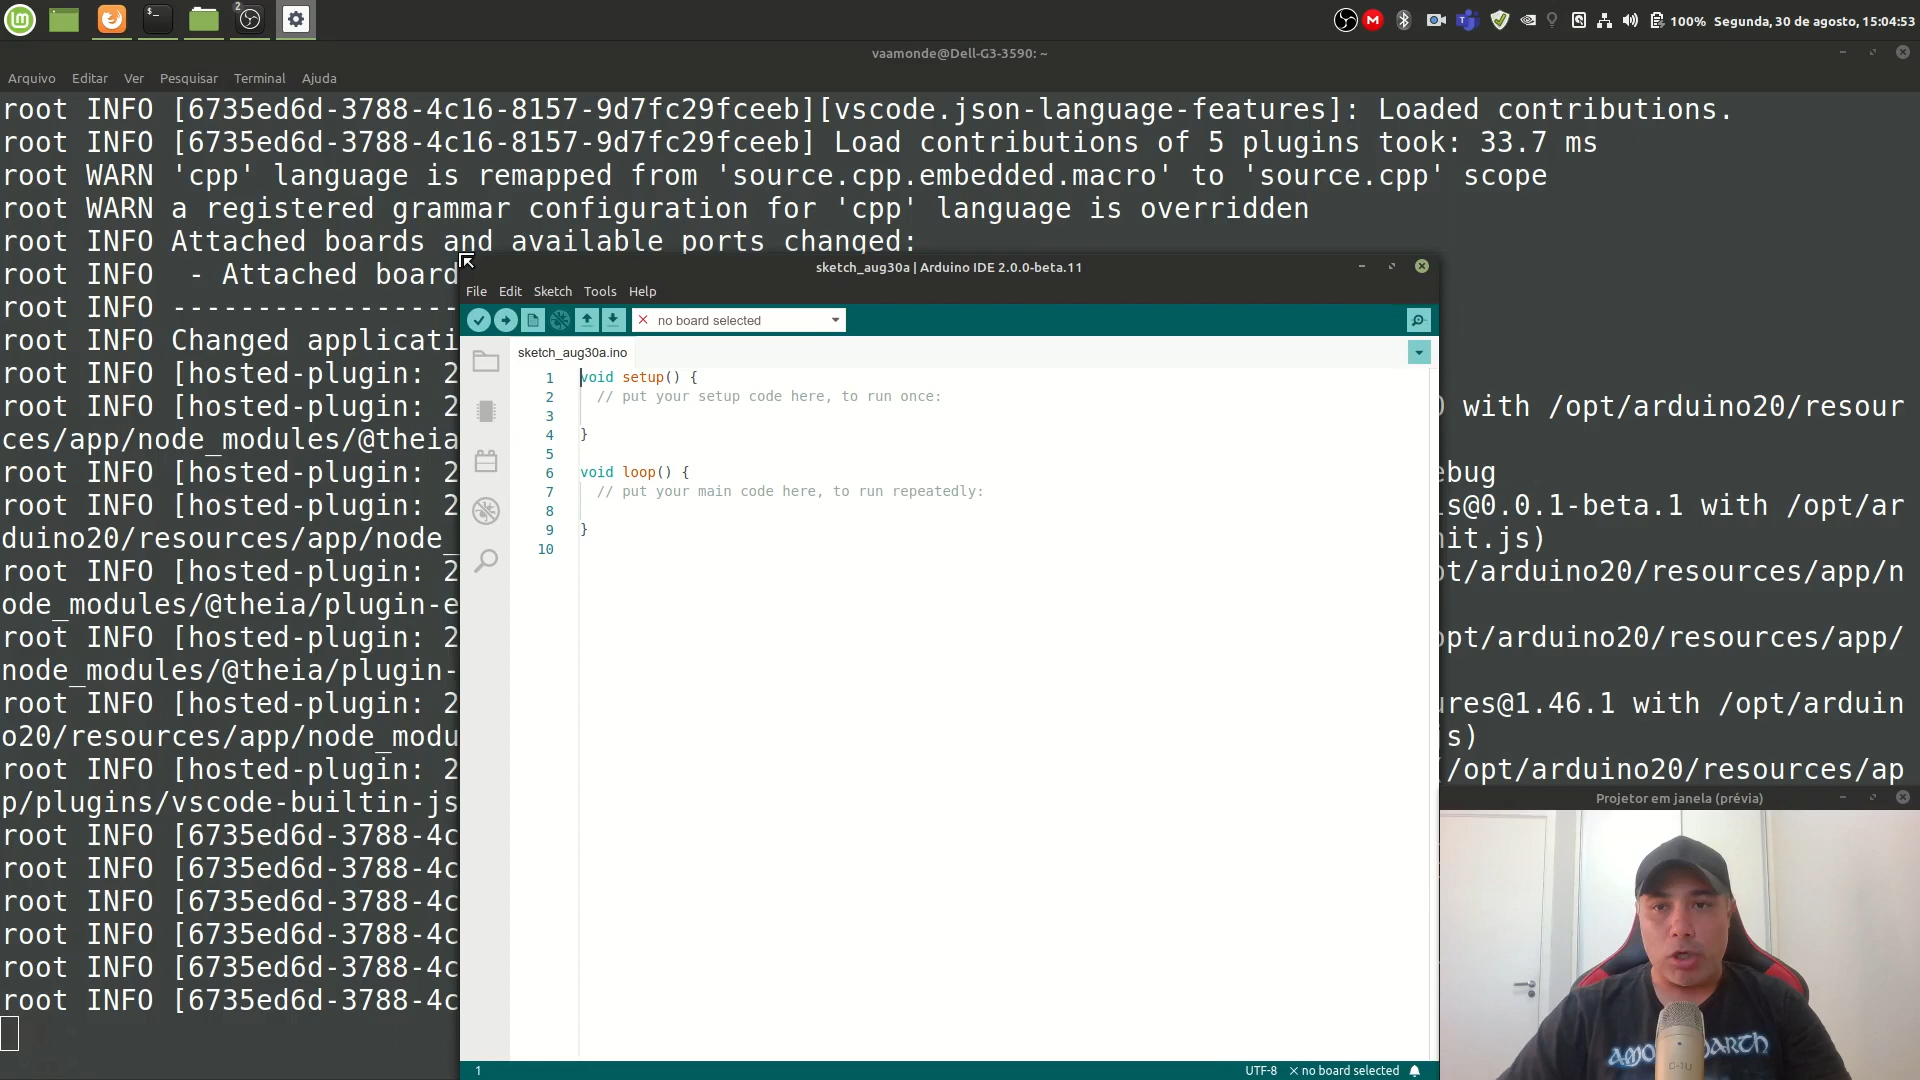 2
100% Segunda, 30 de agosto, 15:04:53
vaamonde@Dell-G3-3590: ~
Arquivo Editar Ver Pesquisar Terminal Ajuda
root INFO [6735ed6d-3788-4c16-8157-9d7fc29fceeb][vscode.json-language-features]: Loaded contributions.
root INFO [6735ed6d-3788-4c16-8157-9d7fc29fceeb] Load contributions of 5 plugins took: 33.7 ms
root WARN 'cpp' language is remapped from 'source.cpp.embedded.macro' to 'source.cpp' scope
root WARN a registered grammar configuration for 'cpp' language is overridden
root INFO Attached boards and available ports changed:
root INFO  - Attached board
root INFO -----------------
root INFO Changed applicati
root INFO [hosted-plugin: 2
root INFO [hosted-plugin: 2
with /opt/arduino20/resour
ces/app/node_modules/@theia
root INFO [hosted-plugin: 2
ebug
root INFO [hosted-plugin: 2
s@0.0.1-beta.1 with /opt/ar
duino20/resources/app/node_
it.js)
root INFO [hosted-plugin: 2
t/arduino20/resources/app/n
ode_modules/@theia/plugin-e
root INFO [hosted-plugin: 2
pt/arduino20/resources/app/
node_modules/@theia/plugin-
root INFO [hosted-plugin: 2
res@1.46.1 with /opt/arduin
o20/resources/app/node_modu
s)
root INFO [hosted-plugin: 2
/opt/arduino20/resources/ap
p/plugins/vscode-builtin-js
root INFO [6735ed6d-3788-4c
root INFO [6735ed6d-3788-4c
root INFO [6735ed6d-3788-4c
root INFO [6735ed6d-3788-4c
root INFO [6735ed6d-3788-4c
root INFO [6735ed6d-3788-4c
sketch_aug30a | Arduino IDE 2.0.0-beta.11
File Edit Sketch Tools Help
no board selected
sketch_aug30a.ino
1 void setup() {
2 // put your setup code here, to run once:
3
4 }
5
6 void loop() {
7 // put your main code here, to run repeatedly:
8
9 }
10
1 UTF-8 no board selected
Projetor em janela (prévia)